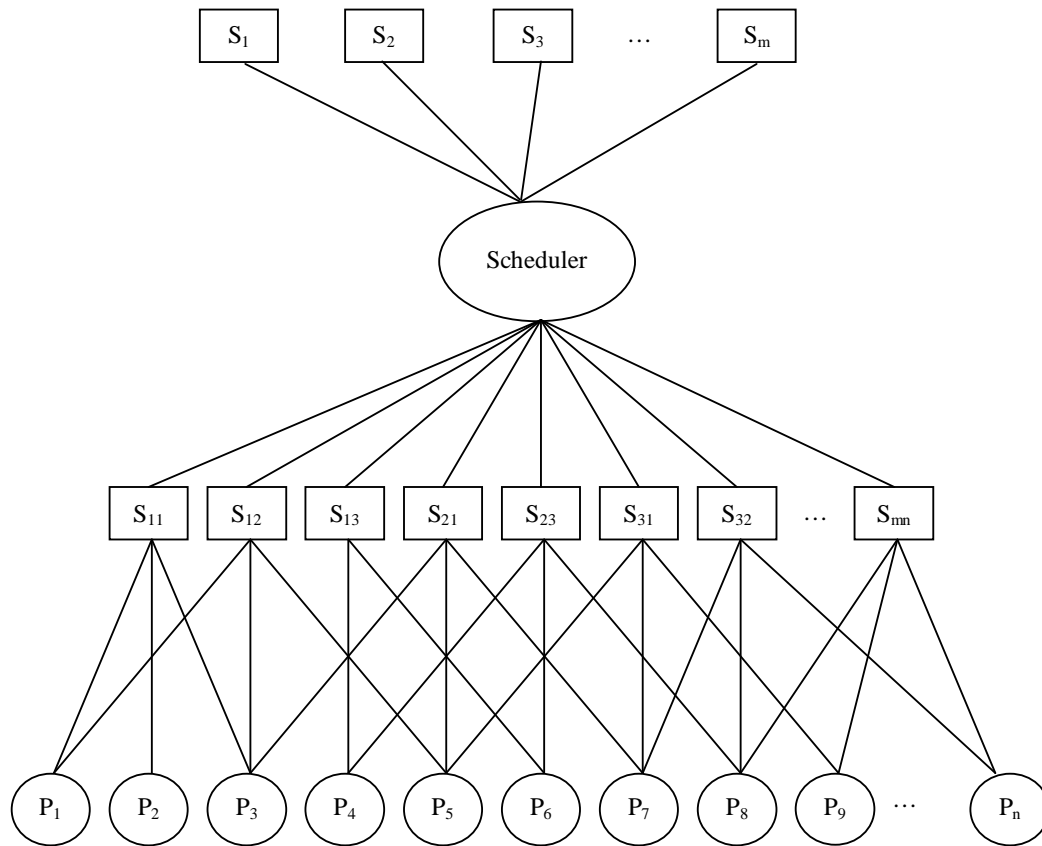 S1 S2 S3 ... Sm
Scheduler
S11 S12 S13 S21 S23 S31 S32 ... Smn
P1 P2 P3 P4 P5 P6 P7 P8 P9 ... Pn